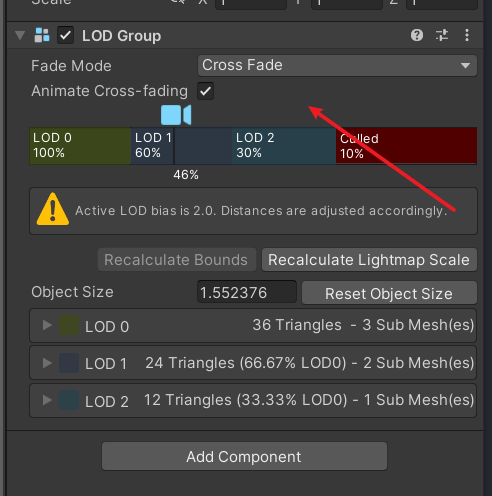 Scale
X 1 Y 1 Z 1
LOD Group
Fade Mode Cross Fade
Animate Cross-fading
LOD 0 LOD 1 LOD 2 Culled
100% 60% 30% 10%
46%
Active LOD bias is 2.0. Distances are adjusted accordingly.
Recalculate Bounds Recalculate Lightmap Scale
Object Size 1.552376 Reset Object Size
LOD 0 36 Triangles - 3 Sub Mesh(es)
LOD 1 24 Triangles (66.67% LOD0) - 2 Sub Mesh(es)
LOD 2 12 Triangles (33.33% LOD0) - 1 Sub Mesh(es)
Add Component